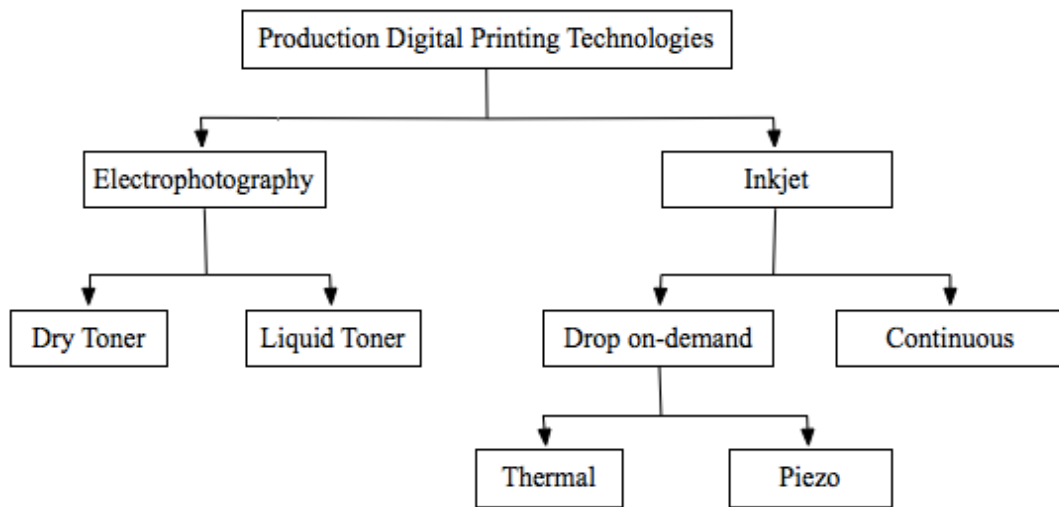 Production Digital Printing Technologies
Electrophotography
Inkjet
Dry Toner
Liquid Toner
Drop on-demand
Continuous
Thermal
Piezo